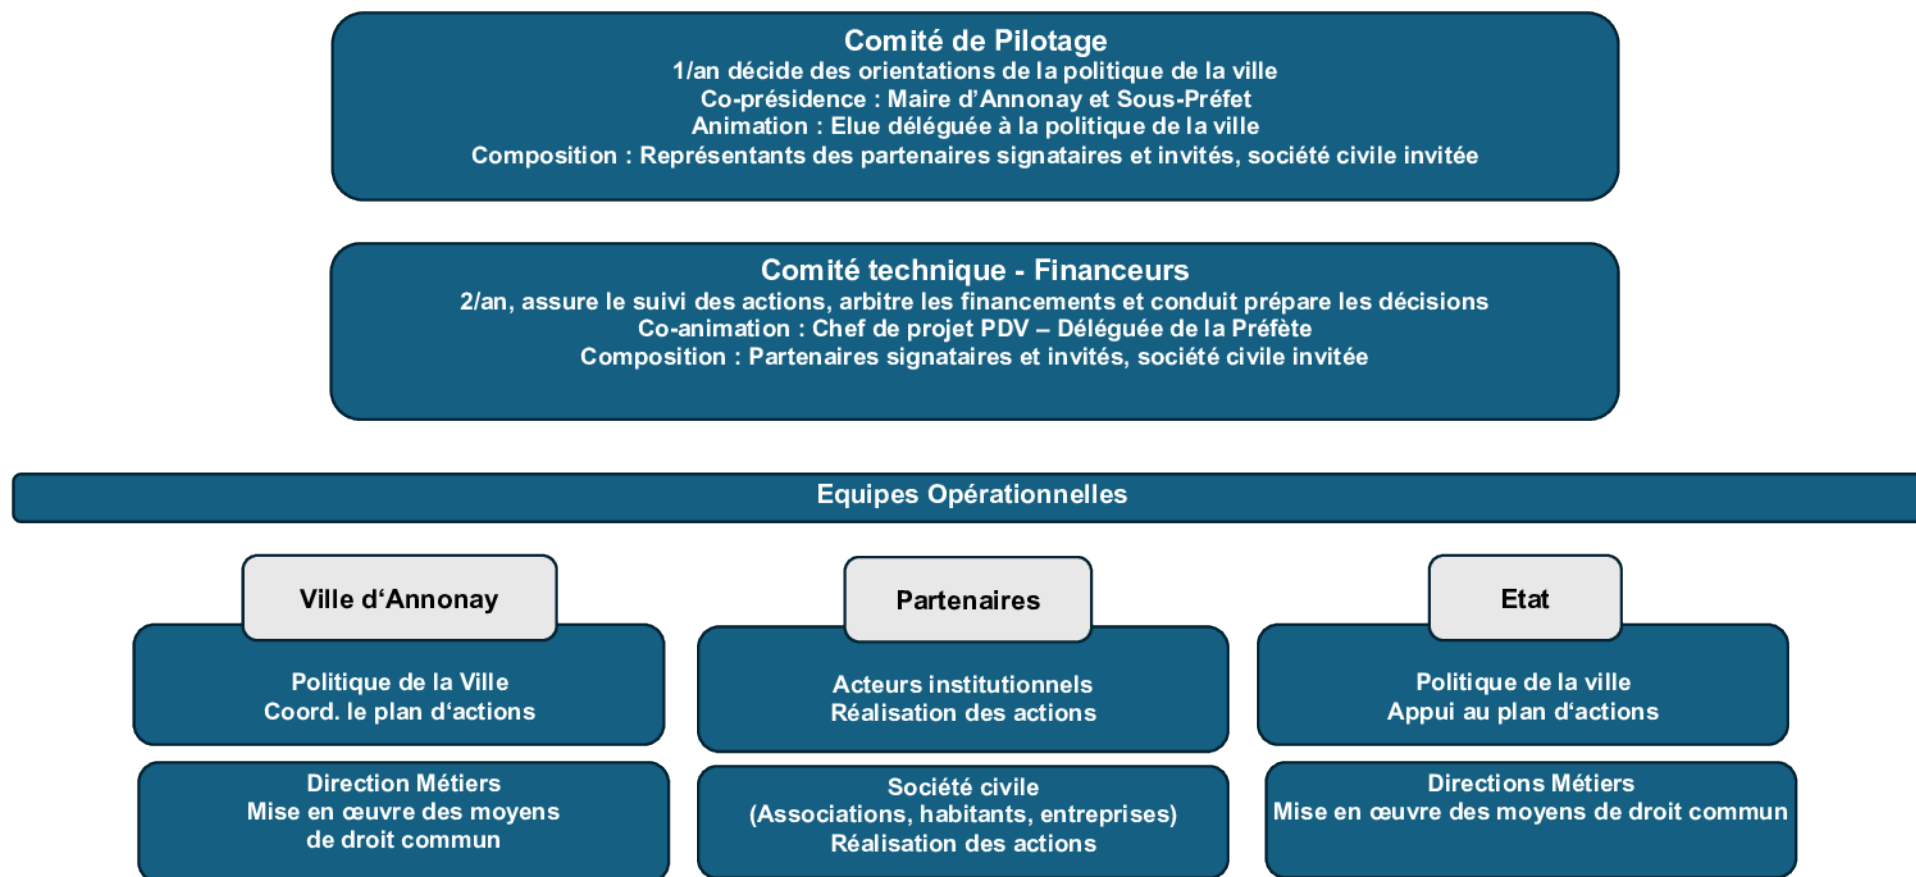 Comité de Pilotage
1/an décide des orientations de la politique de la ville
Co-présidence : Maire d’Annonay et Sous-Préfet
Animation : Elue déléguée à la politique de la ville
Composition : Représentants des partenaires signataires et invités, société civile invitée
Comité technique - Financeurs
2/an, assure le suivi des actions, arbitre les financements et conduit prépare les décisions
Co-animation : Chef de projet PDV – Déléguée de la Préfète
Composition : Partenaires signataires et invités, société civile invitée
Equipes Opérationnelles
Ville d‘Annonay
Politique de la Ville
Coord. le plan d‘actions
Direction Métiers
Mise en œuvre des moyens
de droit commun
Partenaires
Acteurs institutionnels
Réalisation des actions
Société civile
(Associations, habitants, entreprises)
Réalisation des actions
Etat
Politique de la ville
Appui au plan d‘actions
Directions Métiers
Mise en œuvre des moyens de droit commun